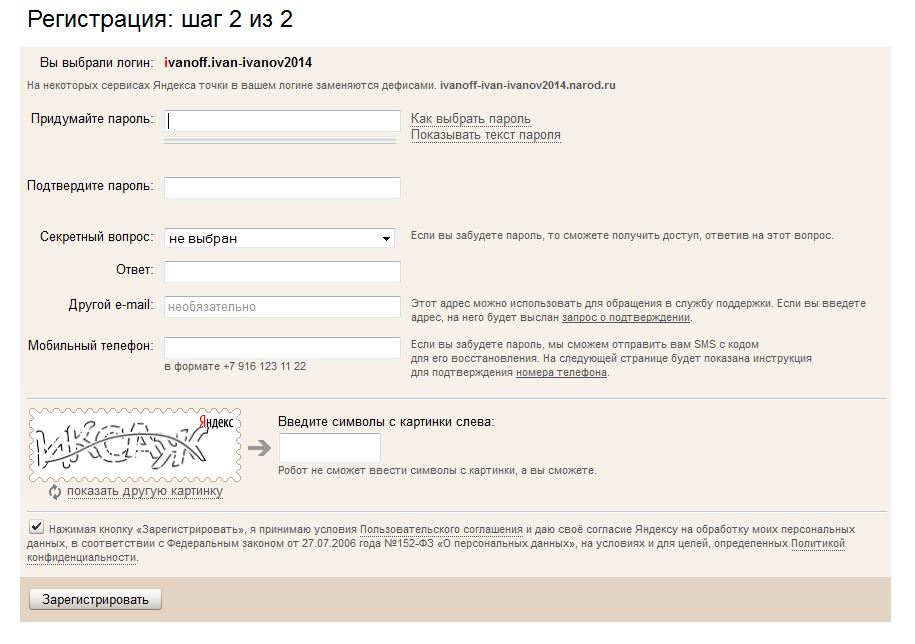 Регистрация: шаг 2 из 2
Вы выбрали логин: ivanoff.ivan-ivanov2014
На некоторых сервисах Яндекса точки в вашем логине заменяются дефисами. ivanoff-ivan-ivanov2014.narod.ru
Придумайте пароль:
Как выбрать пароль
Показывать текст пароля
Подтвердите пароль:
Секретный вопрос: не выбран
Если вы забудете пароль, то сможете получить доступ, ответив на этот вопрос.
Ответ:
Другой e-mail: необязательно
Этот адрес можно использовать для обращения в службу поддержки. Если вы введете
адрес, на него будет выслан запрос о подтверждении.
Мобильный телефон:
в формате +7 916 123 11 22
Если вы забудете пароль, мы сможем отправить вам SMS с кодом
для его восстановления. На следующей странице будет показана инструкция
для подтверждения номера телефона.
Яндекс
показать другую картинку
Введите символы с картинки слева:
Робот не сможет ввести символы с картинки, а вы сможете.
Нажимая кнопку «Зарегистрировать», я принимаю условия Пользовательского соглашения и даю своё согласие Яндексу на обработку моих персональных
данных, в соответствии с Федеральным законом от 27.07.2006 года №152-ФЗ «О персональных данных», на условиях и для целей, определенных Политикой
конфиденциальности.
Зарегистрировать